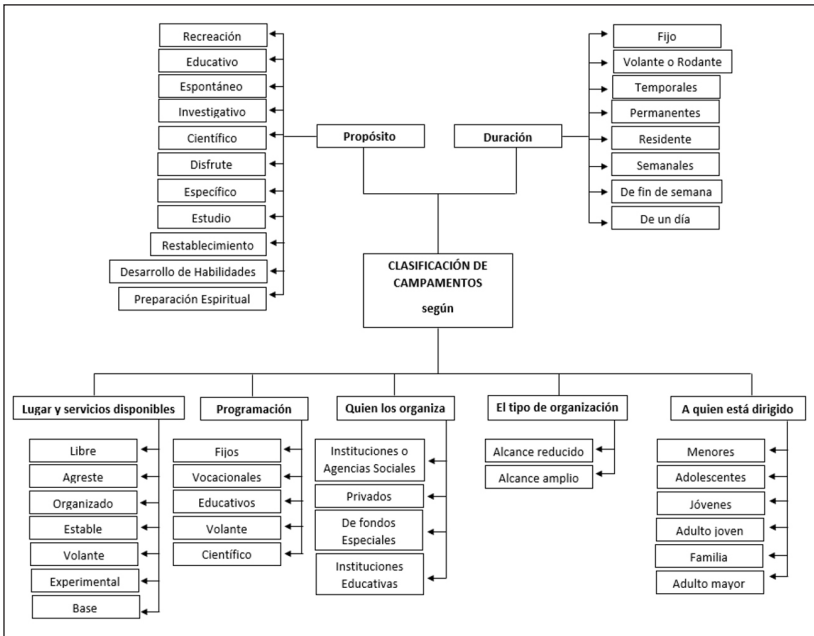 Recreación
Educativo
Espontáneo
Investigativo
Científico
Disfrute
Específico
Estudio
Restablecimiento
Desarrollo de Habilidades
Preparación Espiritual
Propósito
Duración
Fijo
Volante o Rodante
Temporales
Permanentes
Residente
Semanales
De fin de semana
De un día
CLASIFICACIÓN DE
CAMPAMENTOS
según
Lugar y servicios disponibles
Libre
Agreste
Organizado
Estable
Volante
Experimental
Base
Programación
Fijos
Vocacionales
Educativos
Volante
Científico
Quien los organiza
Instituciones o
Agencias Sociales
Privados
De fondos
Especiales
Instituciones
Educativas
El tipo de organización
Alcance reducido
Alcance amplio
A quien está dirigido
Menores
Adolescentes
Jóvenes
Adulto joven
Familia
Adulto mayor